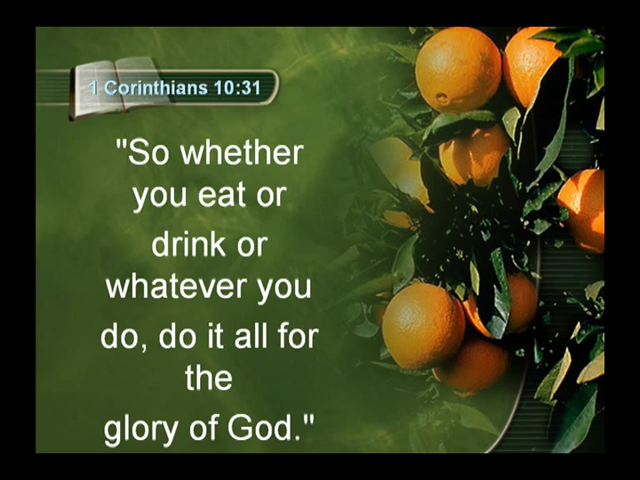 1 Corinthians 10:31
"So whether
you eat or
drink or
whatever you
do, do it all for
the
glory of God."